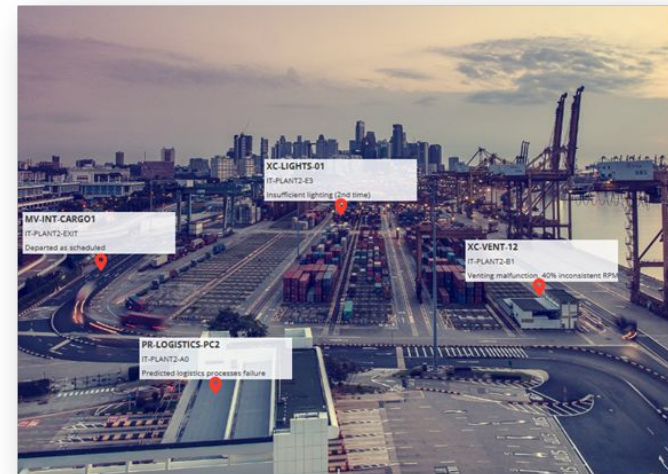 XC-LIGHTS-01
IT-PLANT2-E3
Insufficient lighting (2nd time)
MV-INT-CARGO1
IT-PLANT2-EXIT
Departed as scheduled
XC-VENT-12
IT-PLANT2-B1
Venting malfunction, 40% inconsistent RPM
PR-LOGISTICS-PC2
IT-PLANT2-A0
Predicted logistics processes failure